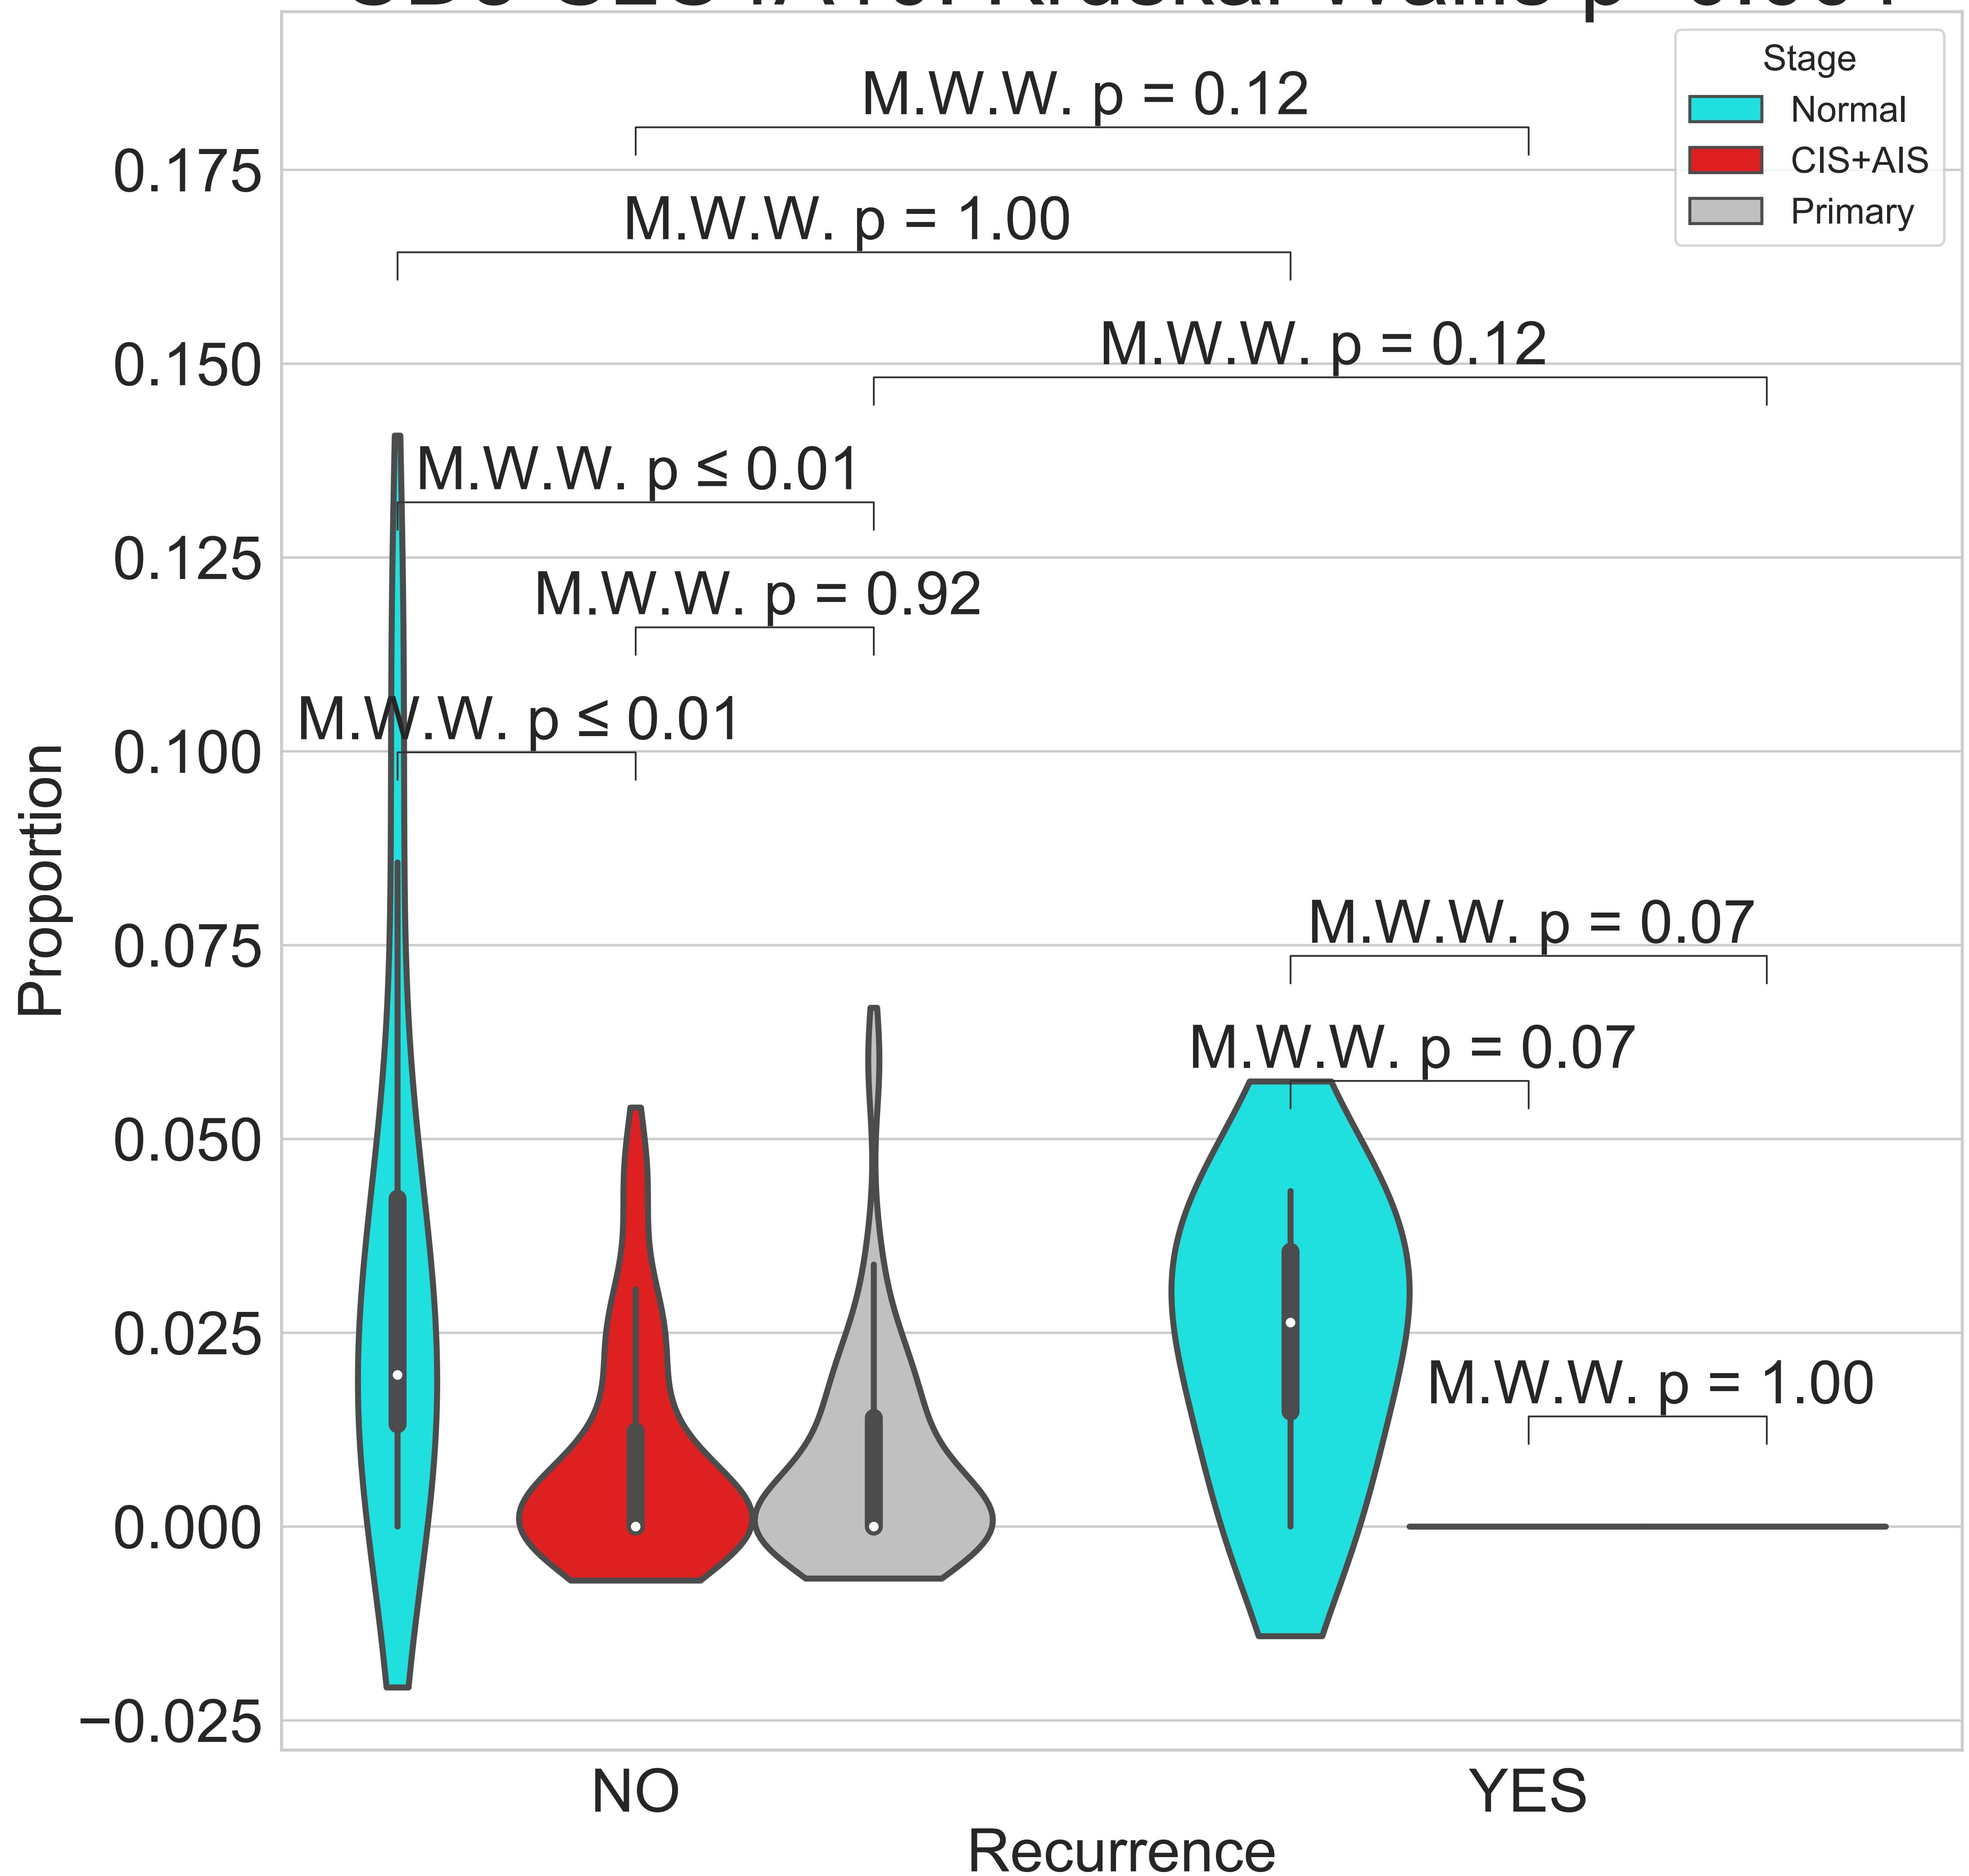 Stage
Normal
CIS+AIS
Primary
M.W.W. p = 0.12
0.175
M.W.W. p = 1.00
M.W.W. p = 0.12
0.150
M.W.W. p ≤ 0.01
0.125
M.W.W. p = 0.92
M.W.W. p ≤ 0.01
0.100
M.W.W. p = 0.07
0.075
M.W.W. p = 0.07
0.050
0.025
M.W.W. p = 1.00
0.000
−0.025
Proportion
NO
YES
Recurrence